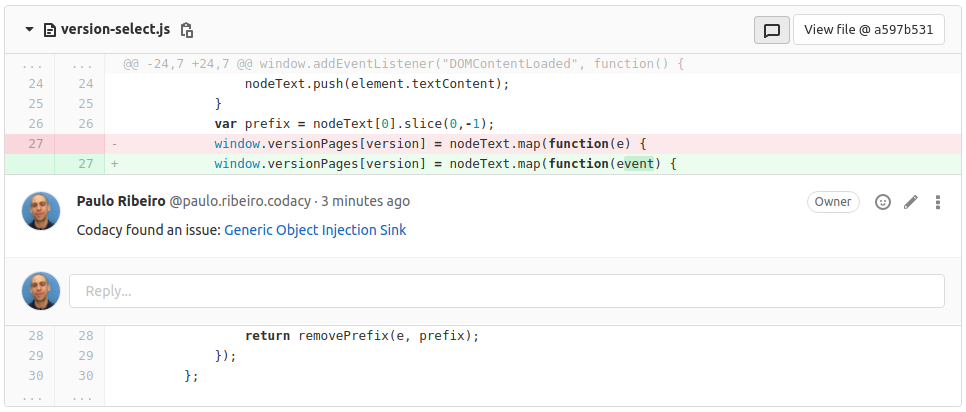 version-select.js View file @ a597b531
... ... @@ -24,7 +24,7 @@ window.addEventListener("DOMContentLoaded", function() {
24 24 nodeText.push(element.textContent);
25 25 }
26 26 var prefix = nodeText[0].slice(0,-1);
27 - window.versionPages[version] = nodeText.map(function(e) {
27 + window.versionPages[version] = nodeText.map(function(event) {
Paulo Ribeiro @paulo.ribeiro.codacy · 3 minutes ago Owner
Codacy found an issue: Generic Object Injection Sink
Reply...
28 28 return removePrefix(e, prefix);
29 29 });
30 30 };
... ...